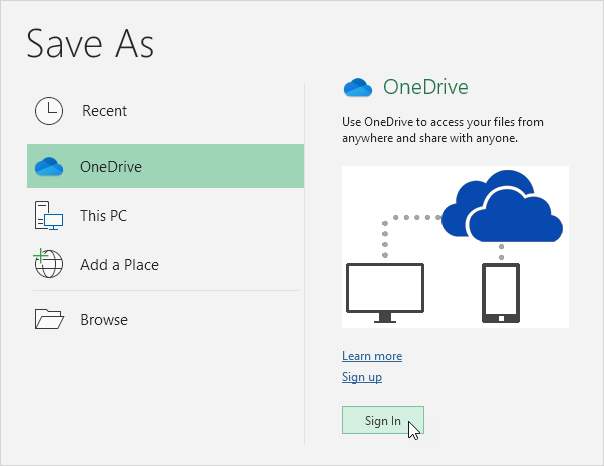 Save As
Recent
OneDrive
This PC
Add a Place
Browse
OneDrive
Use OneDrive to access your files from
anywhere and share with anyone.
Learn more
Sign up
Sign In